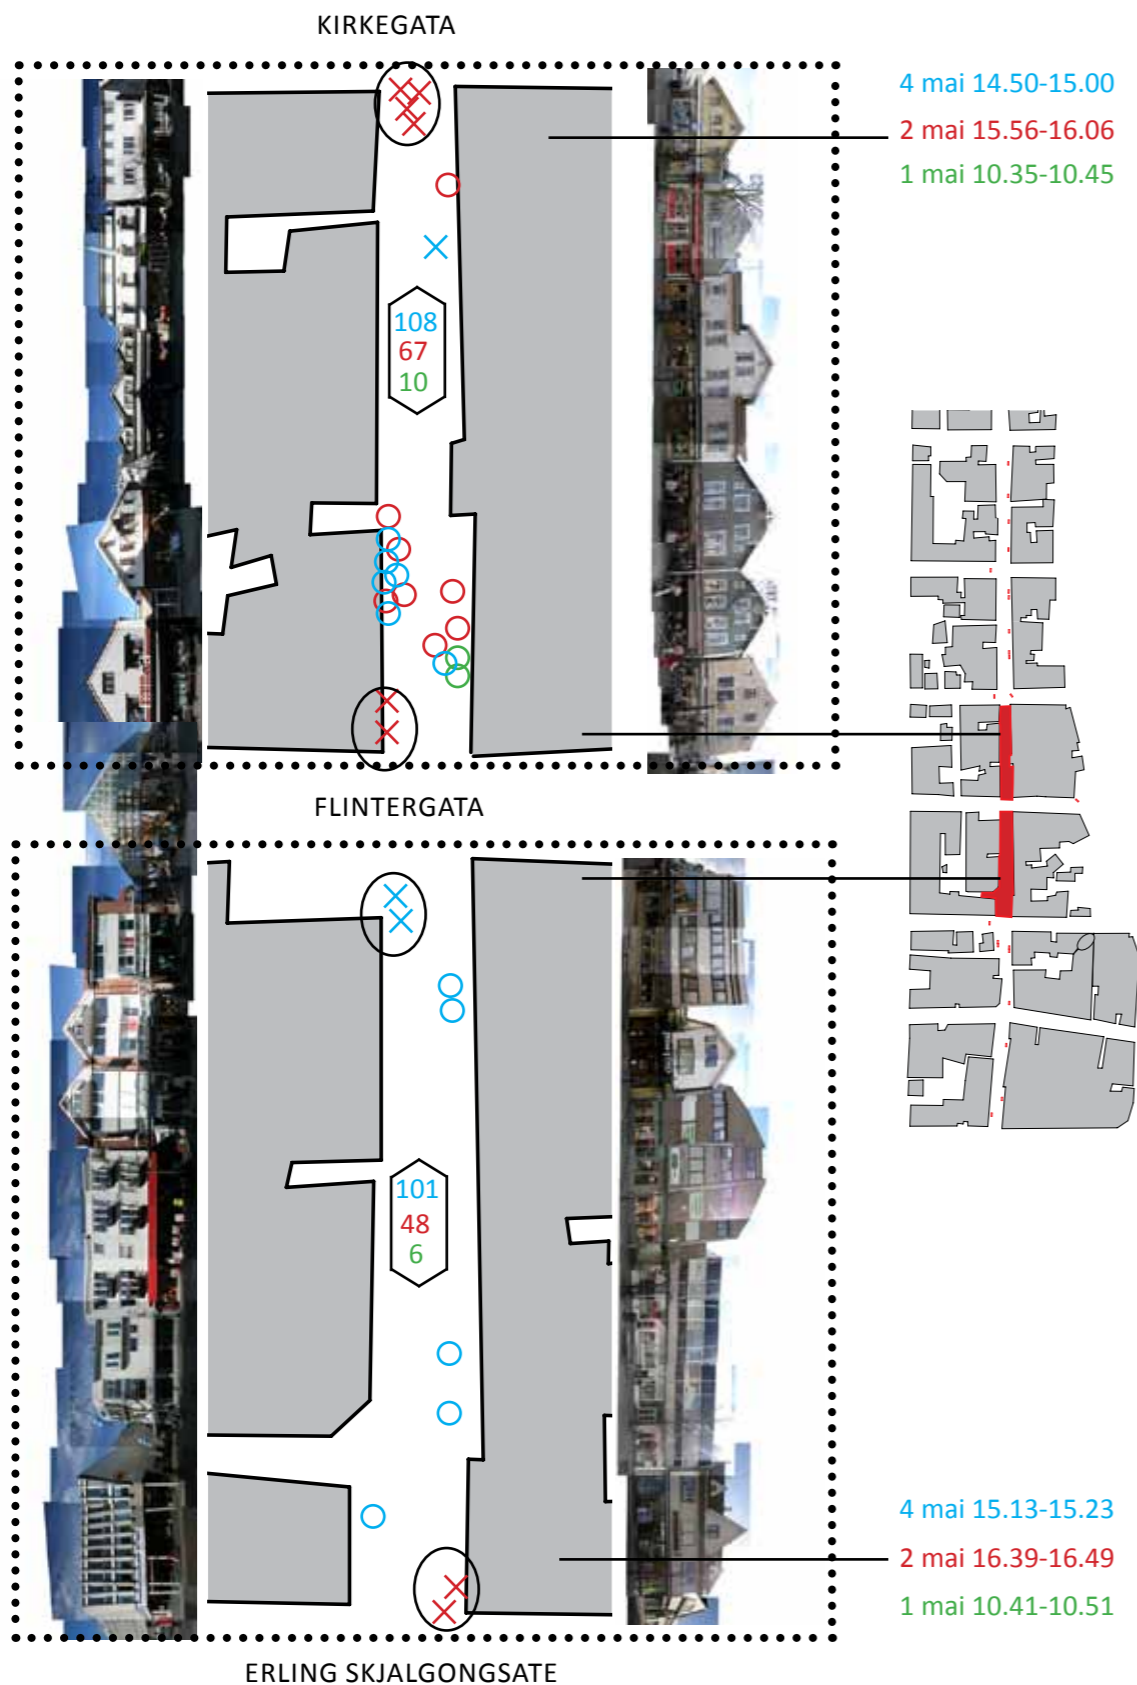 KIRKEGATA
4 mai 14.50-15.00
2 mai 15.56-16.06
1 mai 10.35-10.45
108
67
10
FLINTERGATA
101
48
6
4 mai 15.13-15.23
2 mai 16.39-16.49
1 mai 10.41-10.51
ERLING SKJALGONGSATE